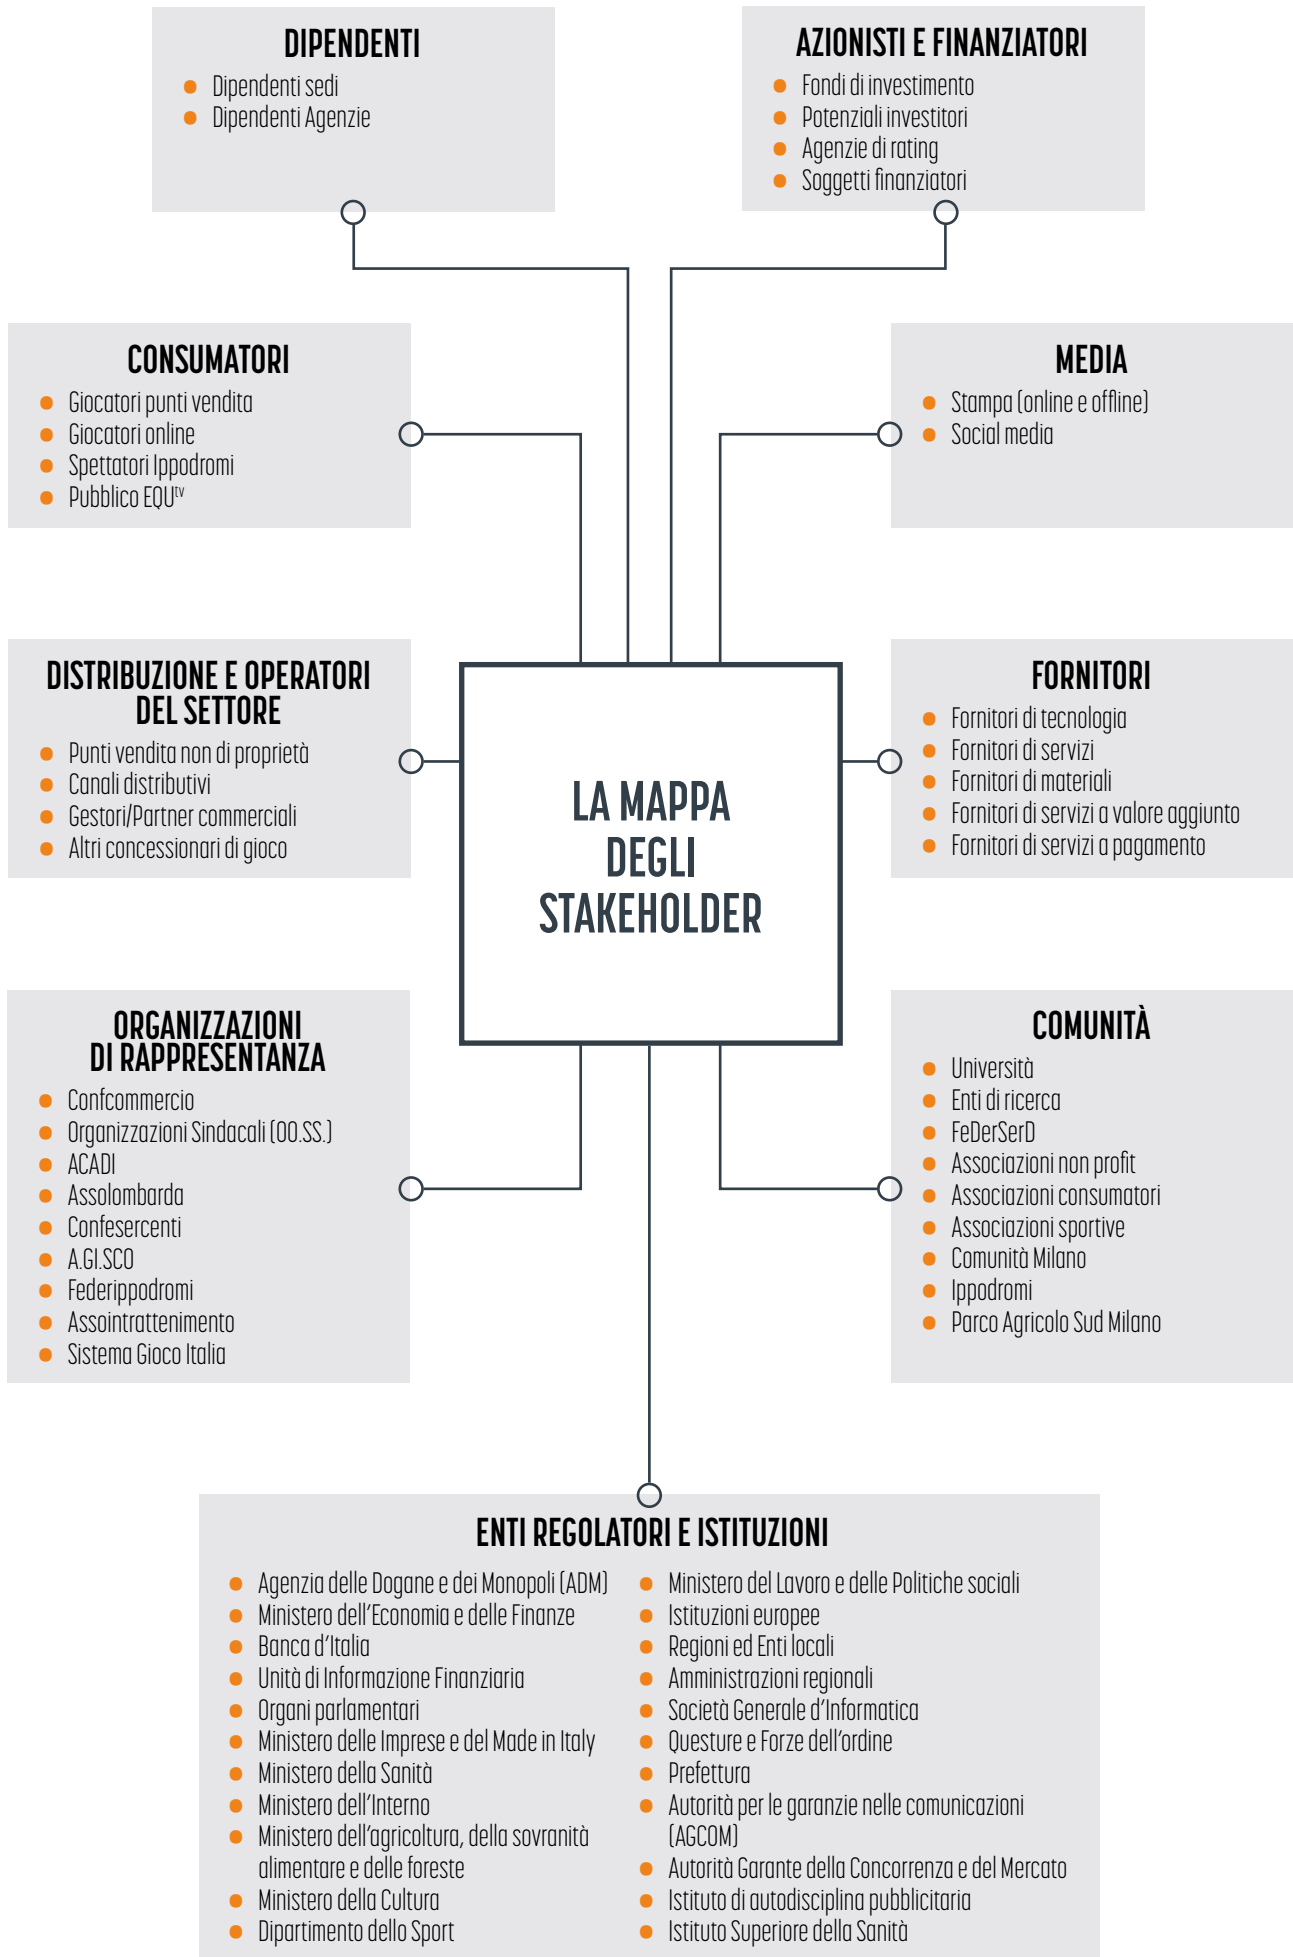 DIPENDENTI
Dipendenti sedi
Dipendenti Agenzie
AZIONISTI E FINANZIATORI
Fondi di investimento
Potenziali investitori
Agenzie di rating
Soggetti finanziatori
CONSUMATORI
Giocatori punti vendita
Giocatori online
Spettatori Ippodromi
Pubblico EQUtv
MEDIA
Stampa (online e offline)
Social media
DISTRIBUZIONE E OPERATORI
DEL SETTORE
Punti vendita non di proprietà
Canali distributivi
Gestori/Partner commerciali
Altri concessionari di gioco
LA MAPPA
DEGLI
STAKEHOLDER
FORNITORI
Fornitori di tecnologia
Fornitori di servizi
Fornitori di materiali
Fornitori di servizi a valore aggiunto
Fornitori di servizi a pagamento
ORGANIZZAZIONI
DI RAPPRESENTANZA
Confcommercio
Organizzazioni Sindacali (OO.SS.)
ACADI
Assolombarda
Confesercenti
A.GI.SCO
Federippodromi
Assointrattenimento
Sistema Gioco Italia
COMUNITÀ
Università
Enti di ricerca
FeDerSerD
Associazioni non profit
Associazioni consumatori
Associazioni sportive
Comunità Milano
Ippodromi
Parco Agricolo Sud Milano
ENTI REGOLATORI E ISTITUZIONI
Agenzia delle Dogane e dei Monopoli (ADM)
Ministero dell'Economia e delle Finanze
Banca d'Italia
Unità di Informazione Finanziaria
Organi parlamentari
Ministero delle Imprese e del Made in Italy
Ministero della Sanità
Ministero dell'Interno
Ministero dell'agricoltura, della sovranità
alimentare e delle foreste
Ministero della Cultura
Dipartimento dello Sport
Ministero del Lavoro e delle Politiche sociali
Istituzioni europee
Regioni ed Enti locali
Amministrazioni regionali
Società Generale d'Informatica
Questure e Forze dell'ordine
Prefettura
Autorità per le garanzie nelle comunicazioni
(AGCOM)
Autorità Garante della Concorrenza e del Mercato
Istituto di autodisciplina pubblicitaria
Istituto Superiore della Sanità